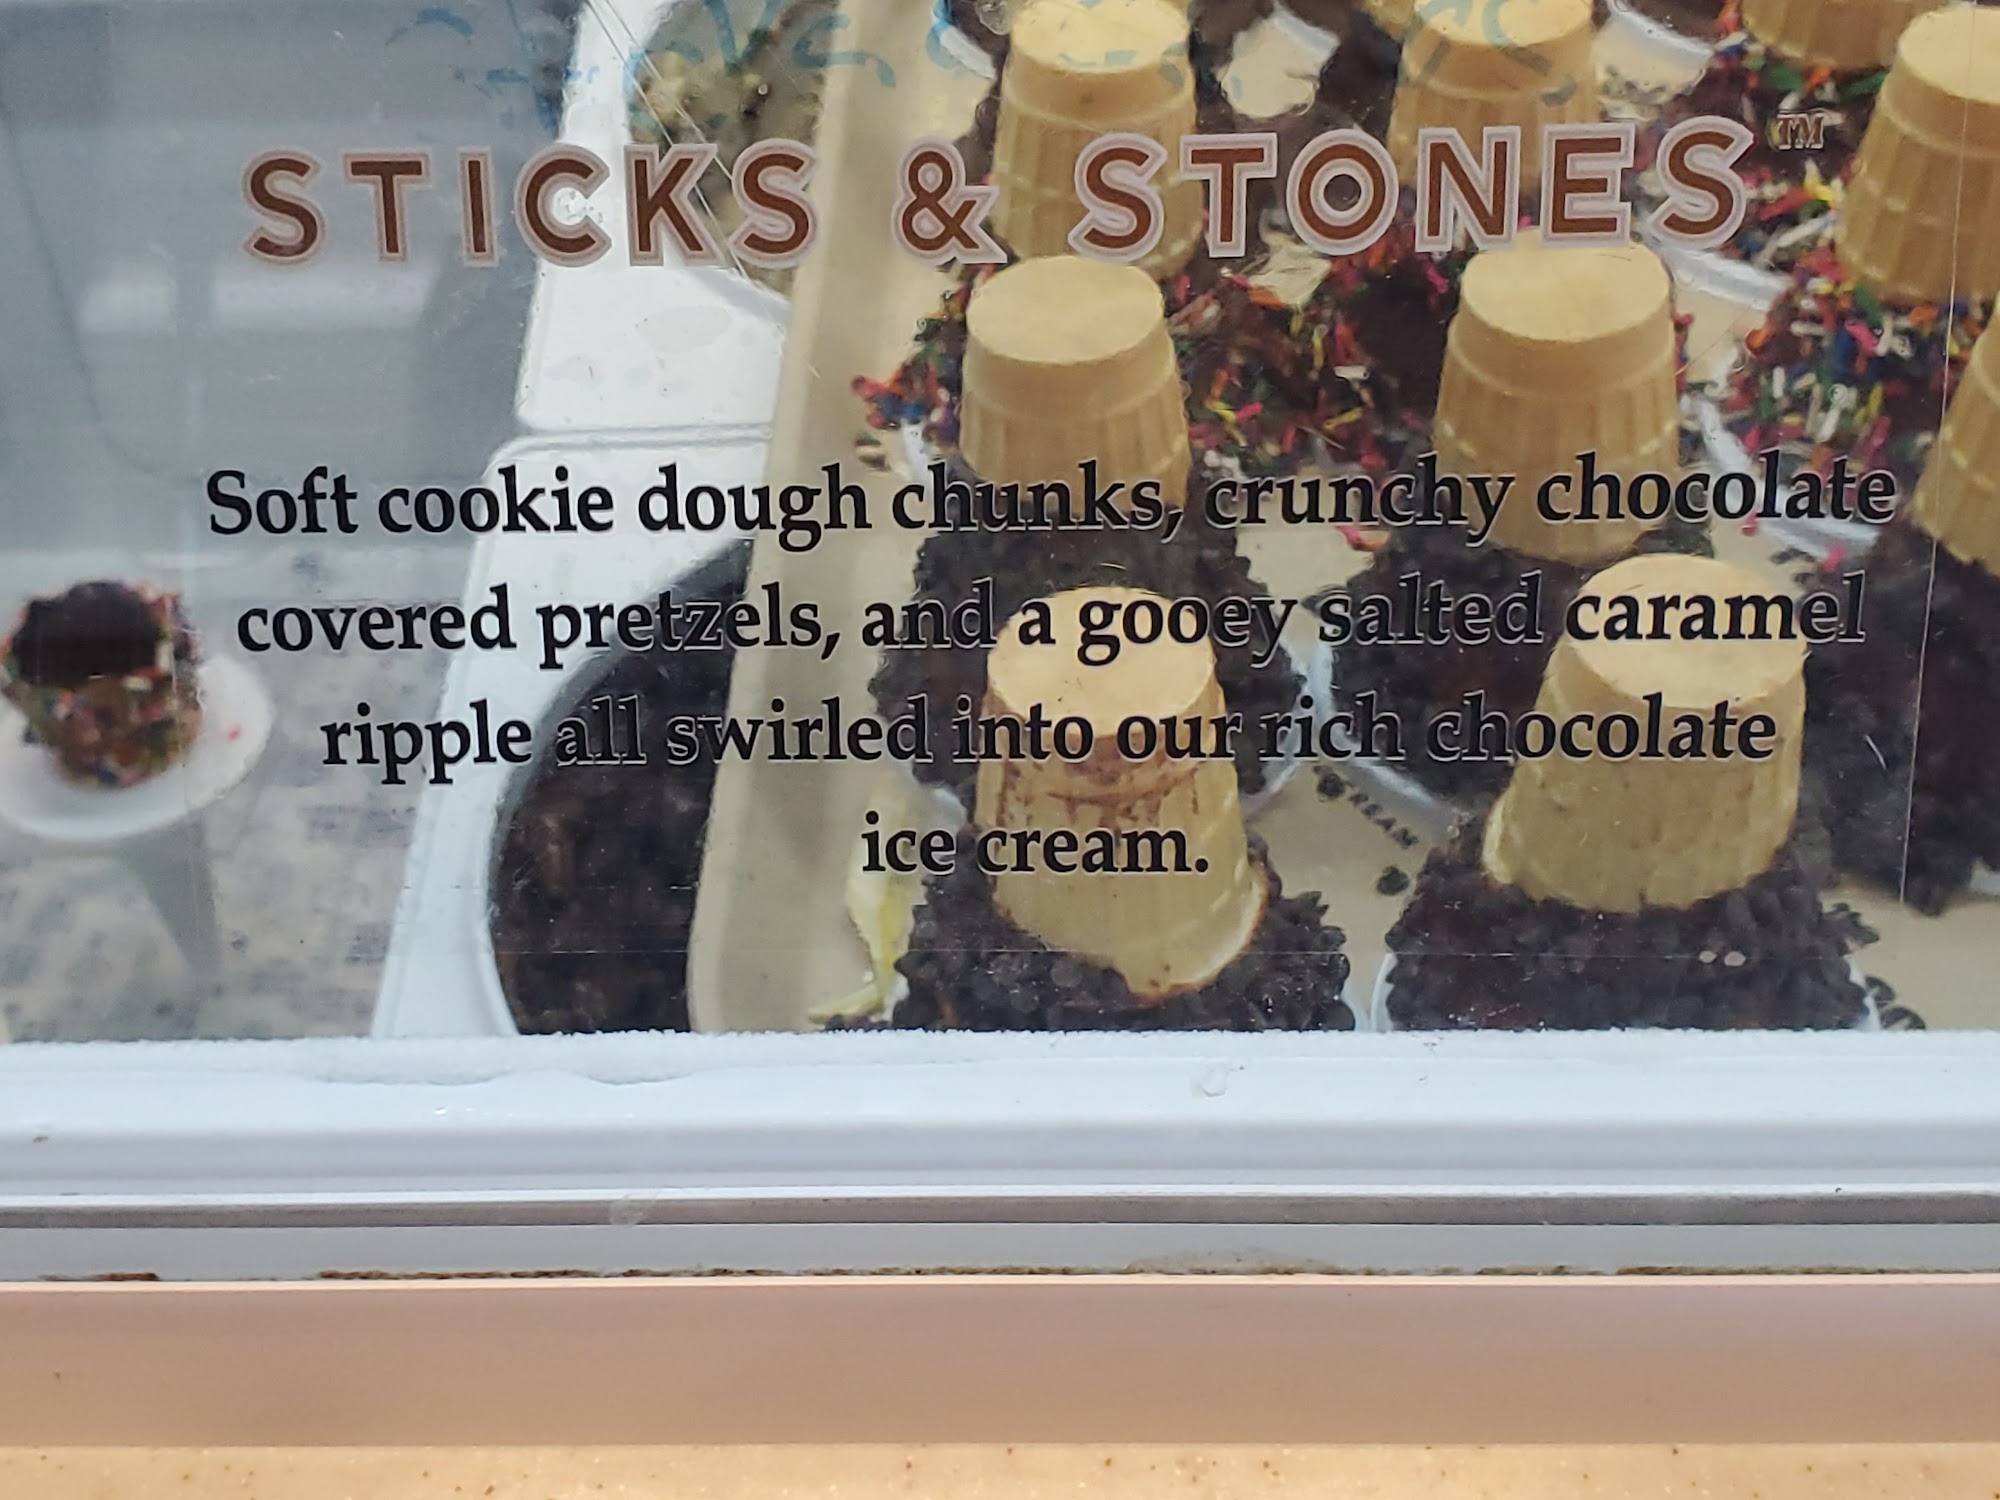 STICKS & STONES™
Soft cookie dough chunks, crunchy chocolate
covered pretzels, and a gooey salted caramel
ripple all swirled into our rich chocolate
ice cream.
CREAM